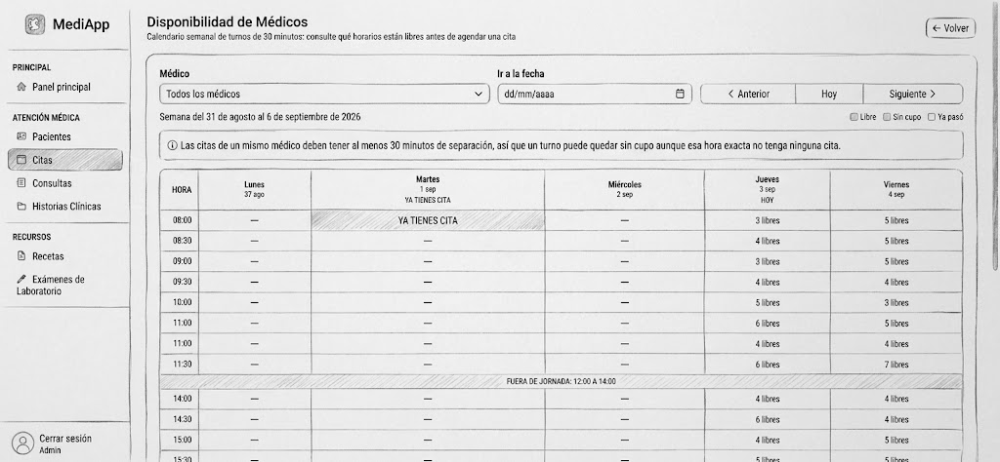 MediApp
PRINCIPAL
Panel principal
ATENCIÓN MÉDICA
Pacientes
Citas
Consultas
Historias Clínicas
RECURSOS
Recetas
Exámenes de
Laboratorio
Cerrar sesión
Admin
Disponibilidad de Médicos
Calendario semanal de turnos de 30 minutos: consulte qué horarios están libres antes de agendar una cita
← Volver
Médico Ir a la fecha
Todos los médicos dd/mm/aaaa < Anterior Hoy Siguiente >
Semana del 31 de agosto al 6 de septiembre de 2026 Libre Sin cupo Ya pasó
Las citas de un mismo médico deben tener al menos 30 minutos de separación, así que un turno puede quedar sin cupo aunque esa hora exacta no tenga ninguna cita.
HORA Lunes Martes Miércoles Jueves Viernes
37 ago 1 sep 2 sep 3 sep 4 sep
YA TIENES CITA HOY
08:00 — YA TIENES CITA — 3 libres 5 libres
08:30 — — — 4 libres 5 libres
09:00 — — — 3 libres 5 libres
09:30 — — — 4 libres 4 libres
10:00 — — — 5 libres 3 libres
11:00 — — — 6 libres 5 libres
11:00 — — — 4 libres 4 libres
11:30 — — — 6 libres 7 libres
FUERA DE JORNADA: 12:00 A 14:00
14:00 — — — 4 libres 4 libres
14:30 — — — 6 libres 4 libres
15:00 — — — 4 libres 5 libres
15:30 — — — 5 libres 5 libres